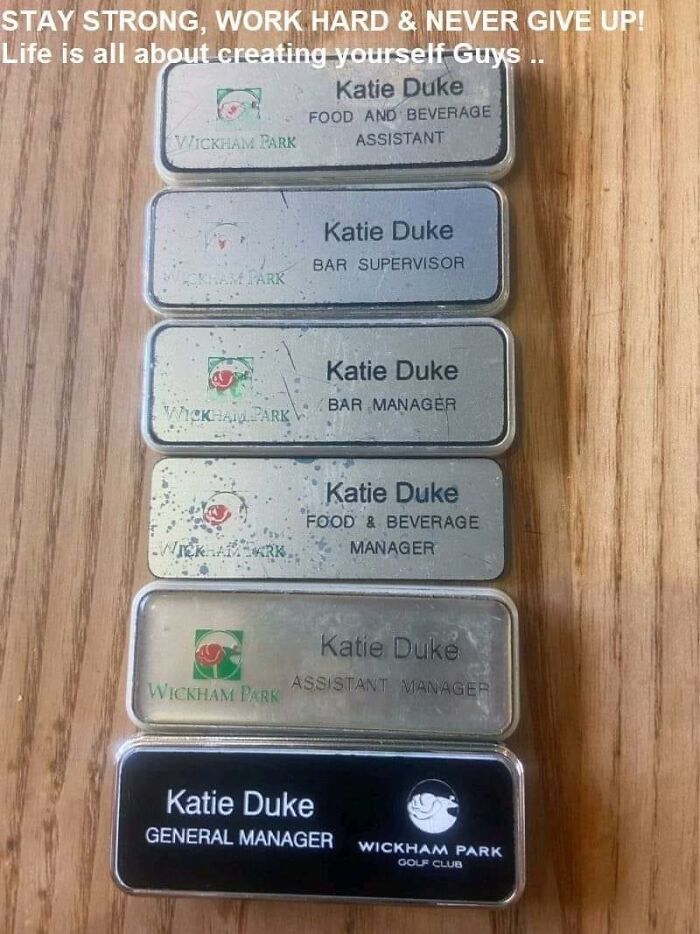 STAY STRONG, WORK HARD & NEVER GIVE UP!
Life is all about creating yourself Guys ..
Katie Duke
FOOD AND BEVERAGE
ASSISTANT
WICKHAM PARK
Katie Duke
BAR SUPERVISOR
PARK
Katie Duke
BAR MANAGER
WICKHAM PARK
Katie Duke
FOOD & BEVERAGE
MANAGER
Katie Duke
ASSISTANT MANAGER
WICKHAM PARK
Katie Duke
GENERAL MANAGER
WICKHAM PARK
GOLF CLUB